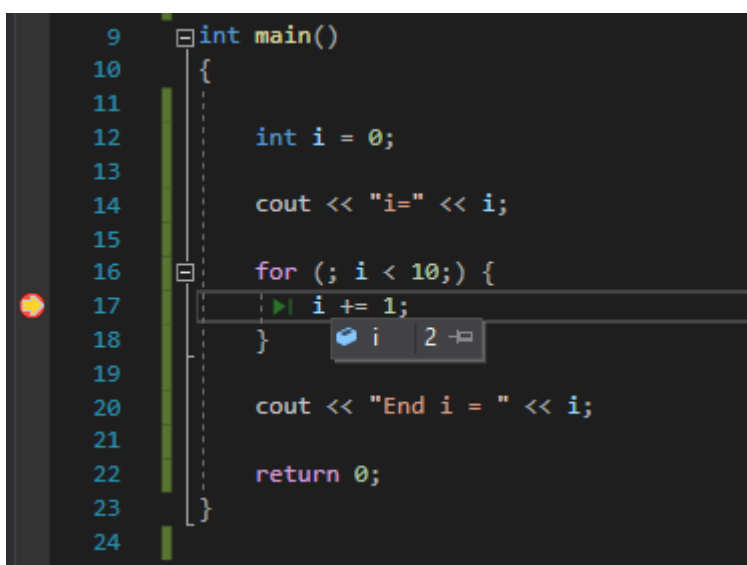 9 int main()
10 {
11
12 int i = 0;
13
14 cout << "i=" << i;
15
16 for (; i < 10;) {
17 i += 1;
18 } i 2
19
20 cout << "End i = " << i;
21
22 return 0;
23 }
24